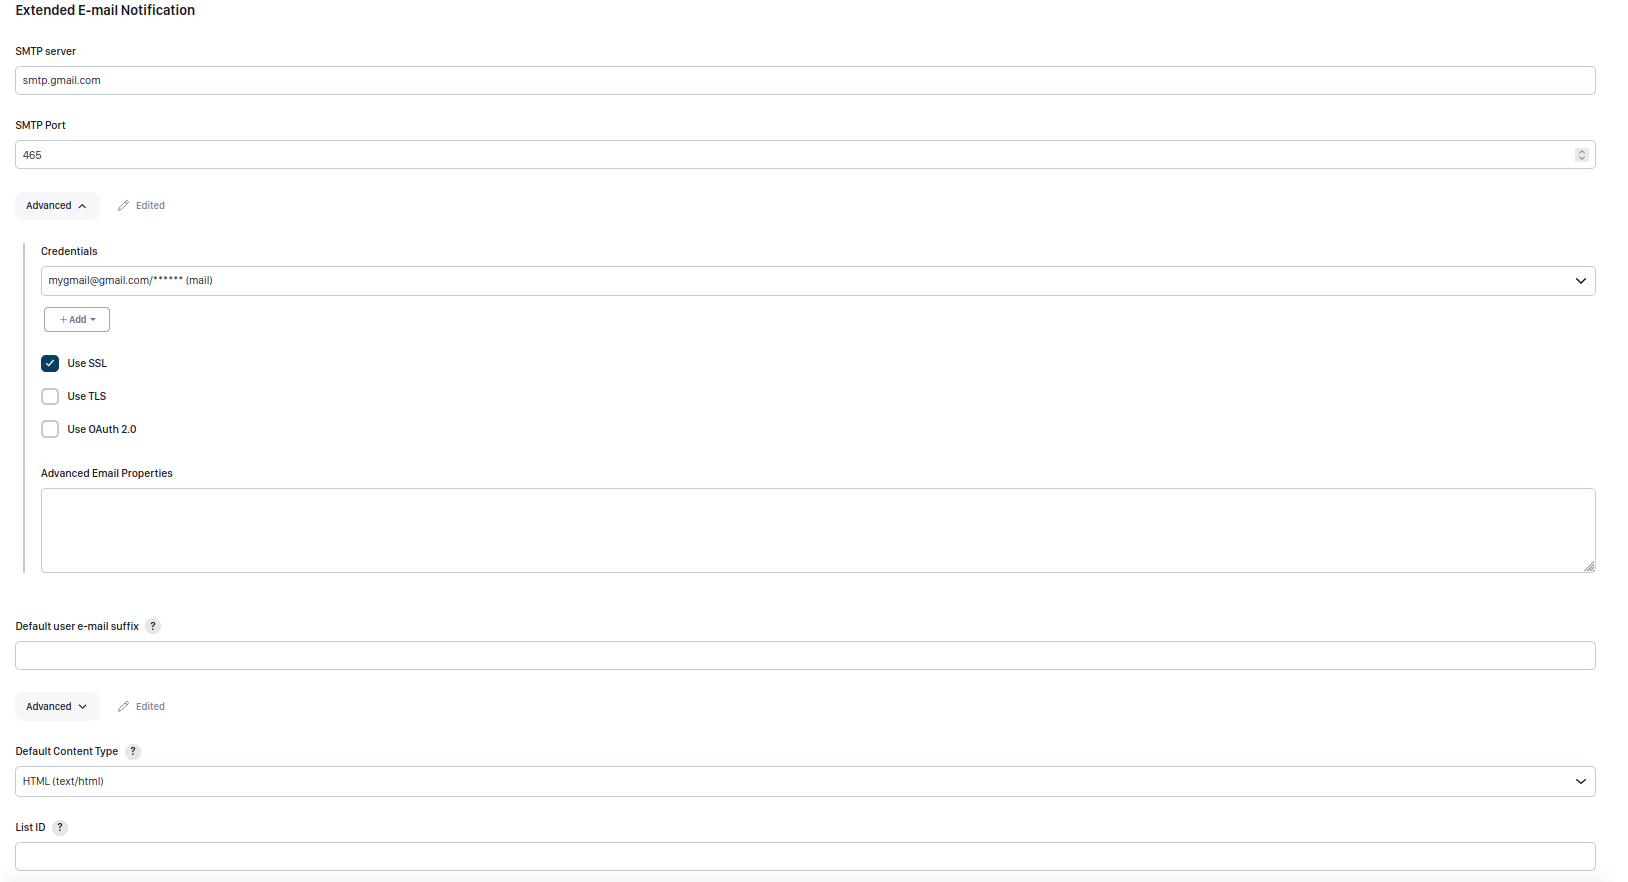 Extended E-mail Notification
SMTP server
smtp.gmail.com
SMTP Port
465
Advanced
Edited
Credentials
mygmail@gmail.com/****** (mail)
+ Add
Use SSL
Use TLS
Use OAuth 2.0
Advanced Email Properties
Default user e-mail suffix ?
Advanced
Edited
Default Content Type ?
HTML (text/html)
List ID ?